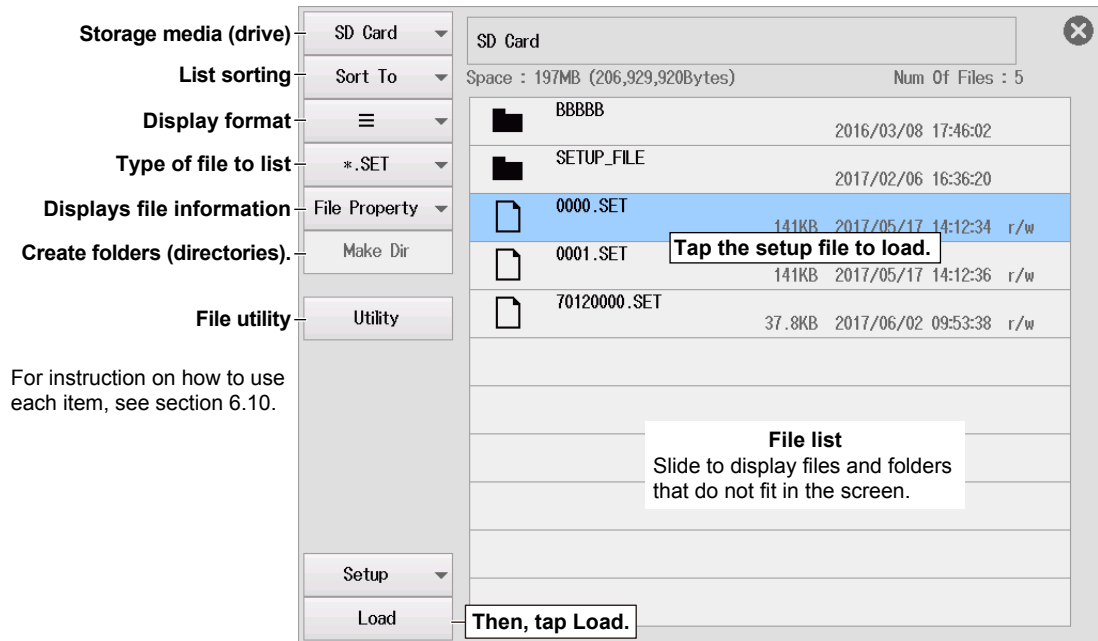 Storage media (drive)
SD Card
SD Card
List sorting
Sort To
Space : 197MB (206,929,920Bytes)
Num Of Files : 5
Display format
BBBBB
2016/03/08 17:46:02
Type of file to list
*.SET
SETUP_FILE
2017/02/06 16:36:20
Displays file information
File Property
0000.SET
141KB 2017/05/17 14:12:34 r/w
Tap the setup file to load.
Create folders (directories).
Make Dir
0001.SET
141KB 2017/05/17 14:12:36 r/w
File utility
Utility
70120000.SET
37.8KB 2017/06/02 09:53:38 r/w
For instruction on how to use
each item, see section 6.10.
File list
Slide to display files and folders
that do not fit in the screen.
Setup
Load
Then, tap Load.